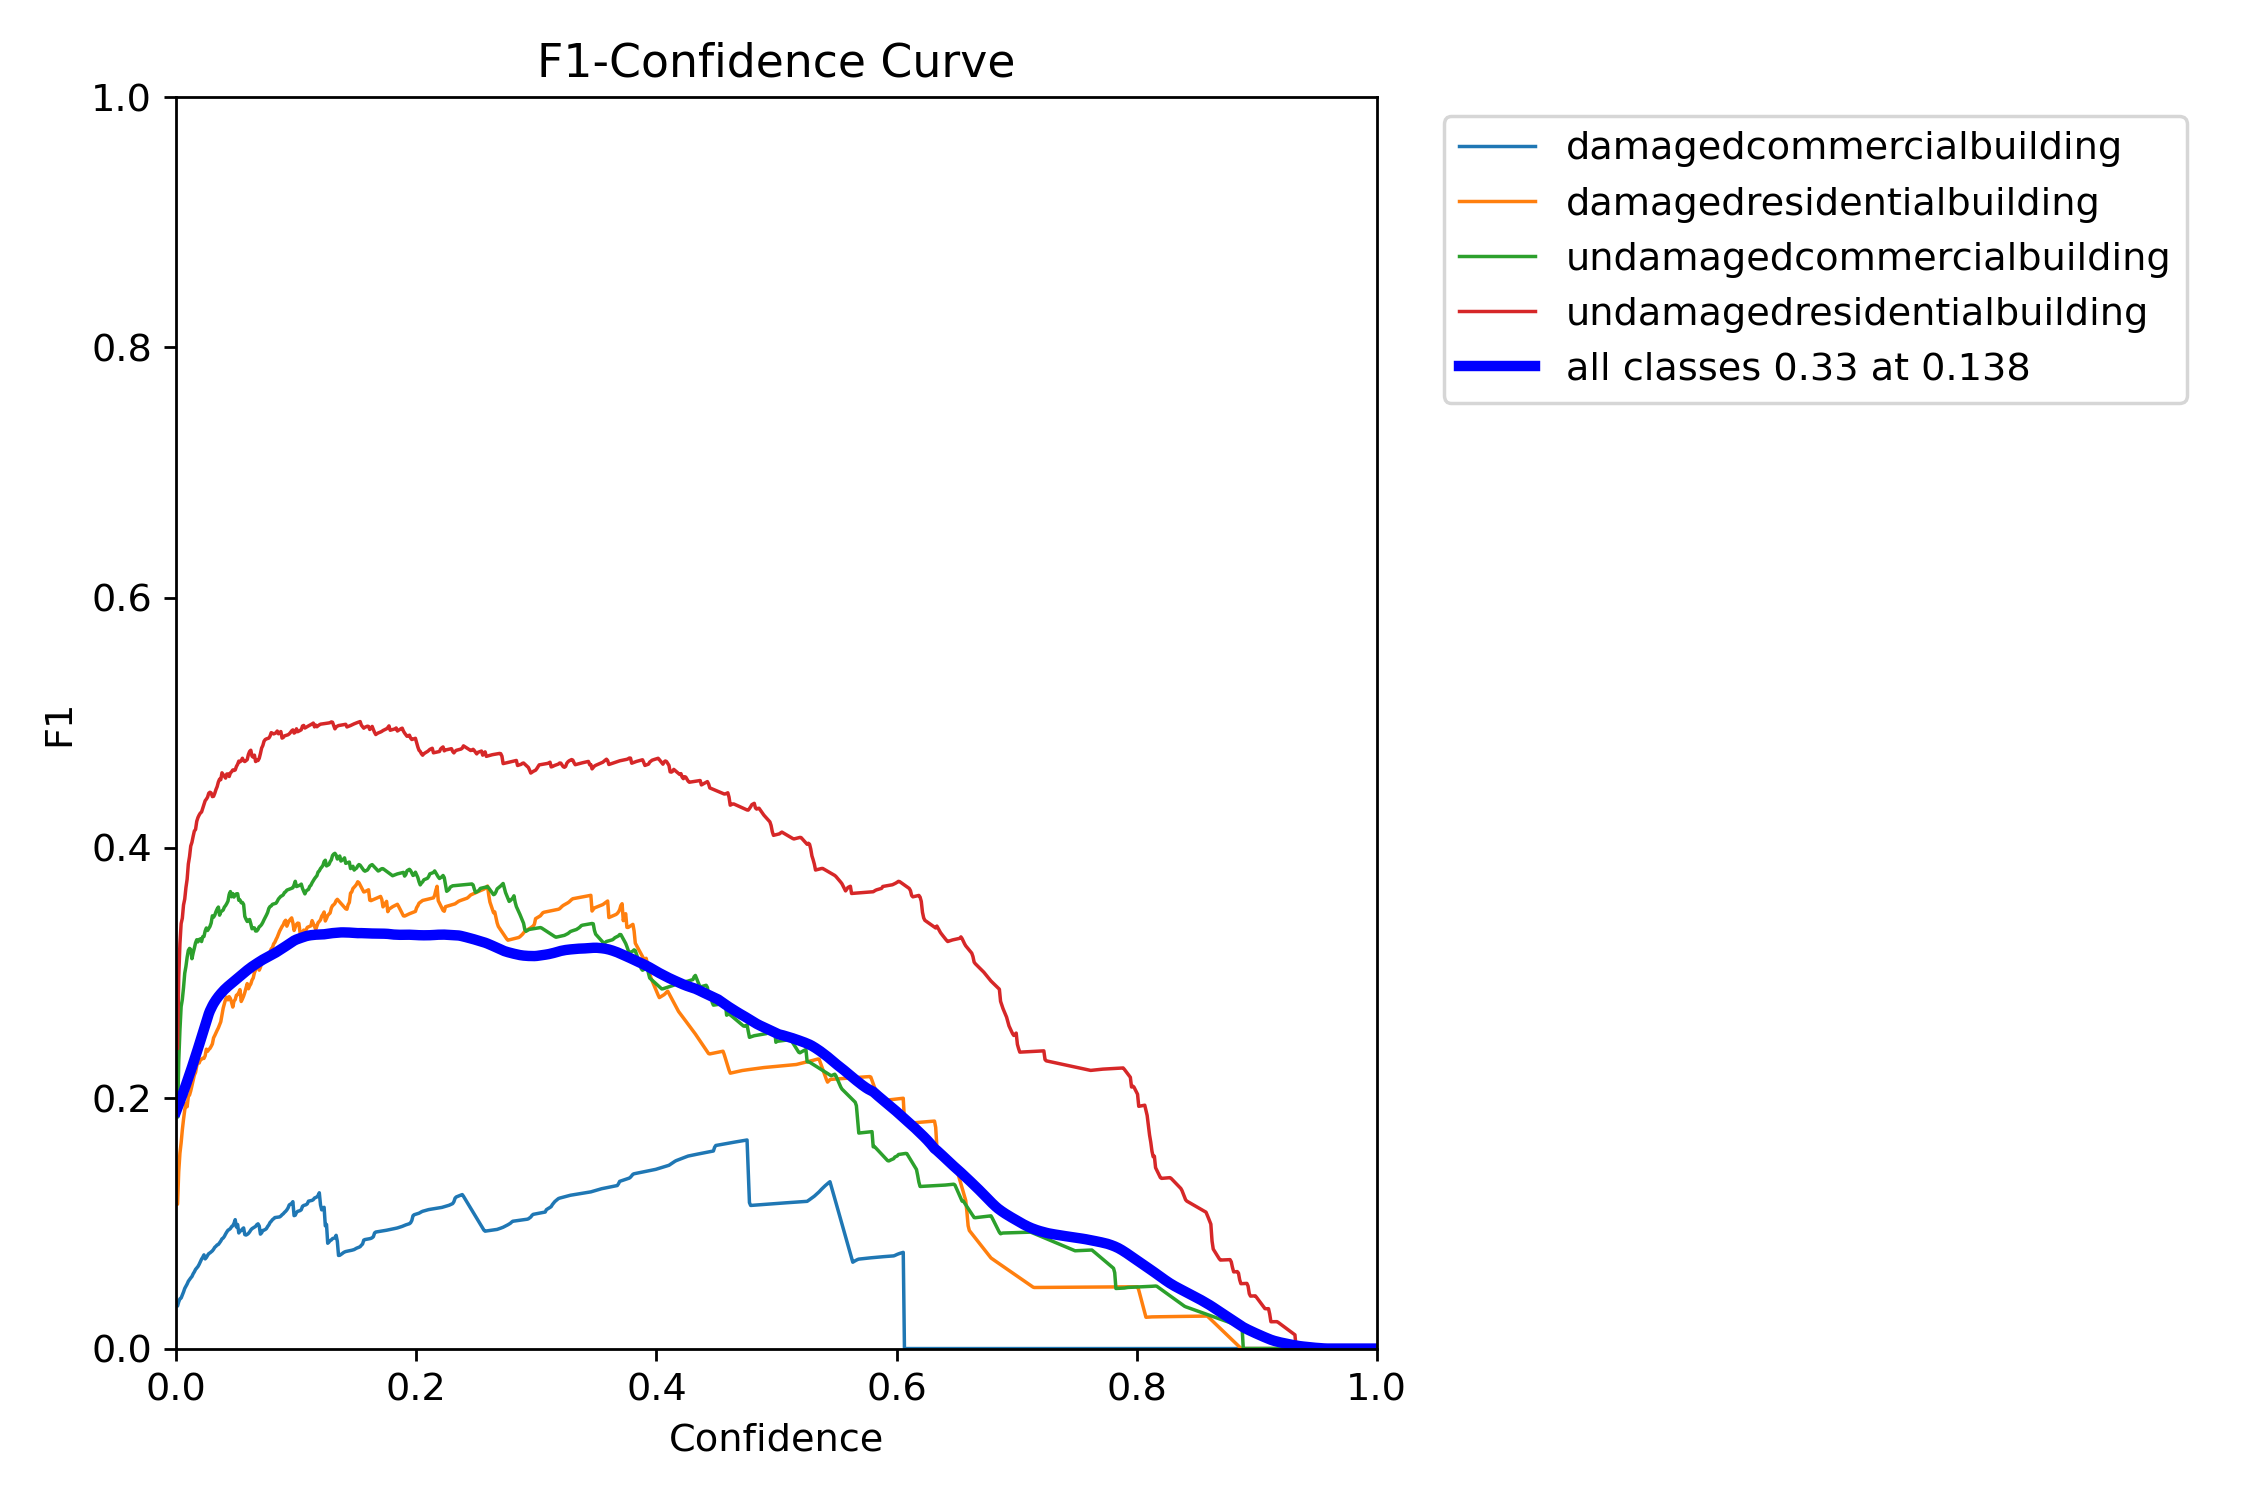 F1-Confidence Curve
1.0
0.8
0.6
0.4
0.2
0.0
F1
0.0 0.2 0.4 0.6 0.8 1.0
Confidence
damagedcommercialbuilding
damagedresidentialbuilding
undamagedcommercialbuilding
undamagedresidentialbuilding
all classes 0.33 at 0.138